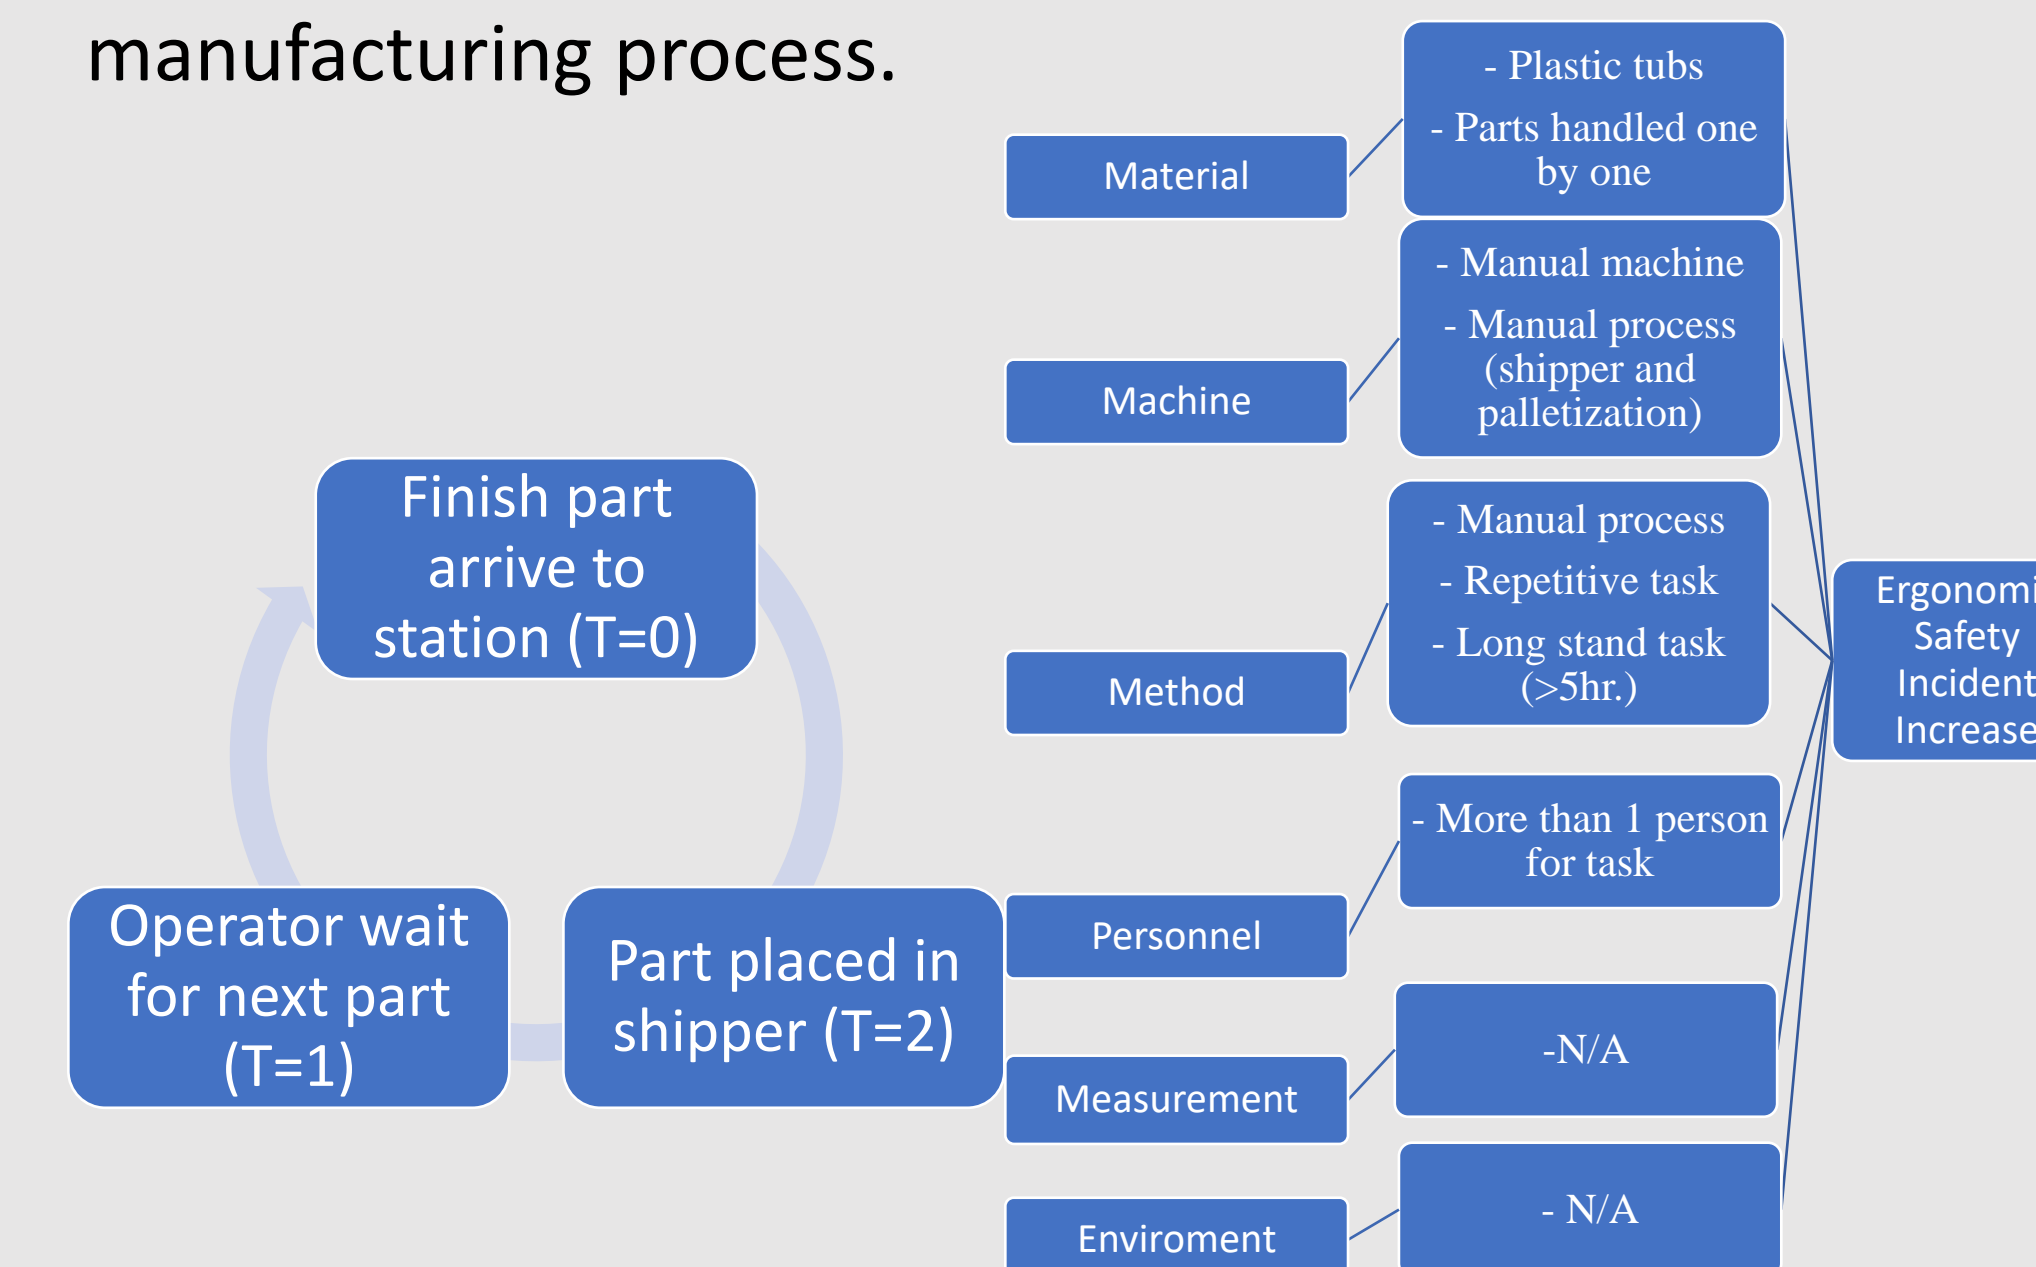 manufacturing process.
Finish part
arrive to
station (T=0)
Part placed in
shipper (T=2)
Operator wait
for next part
(T=1)
Material
- Plastic tubs
- Parts handled one
by one
Machine
- Manual machine
- Manual process
(shipper and
palletization)
Method
- Manual process
- Repetitive task
- Long stand task
(>5hr.)
Personnel
- More than 1 person
for task
Measurement
-N/A
Enviroment
- N/A
Safety
Incident
Increase